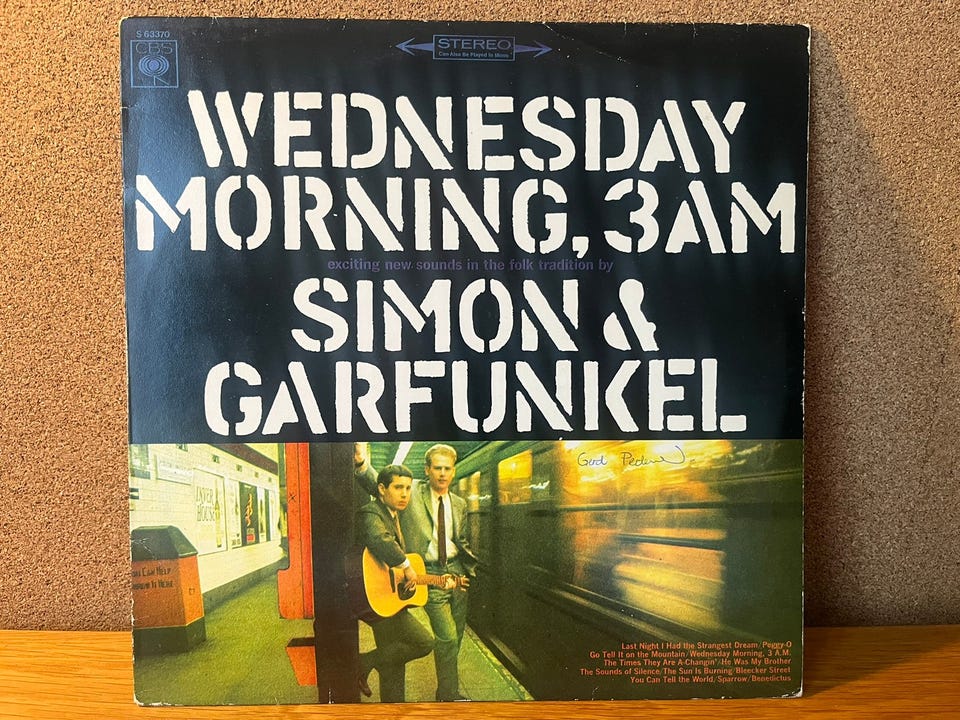 S 63370
CBS
STEREO
Can Also Be Played In Mono
WEDNESDAY
MORNING, 3AM
exciting new sounds in the folk tradition by
SIMON &
GARFUNKEL
Gerd
Last Night I Had the Strangest Dream/Peggy-O
Go Tell It on the Mountain/Wednesday Morning, 3 A.M.
The Times They Are A-Changin'/He Was My Brother
The Sounds of Silence/The Sun Is Burning/Bleecker Street
You Can Tell the World/Sparrow/Benedictus